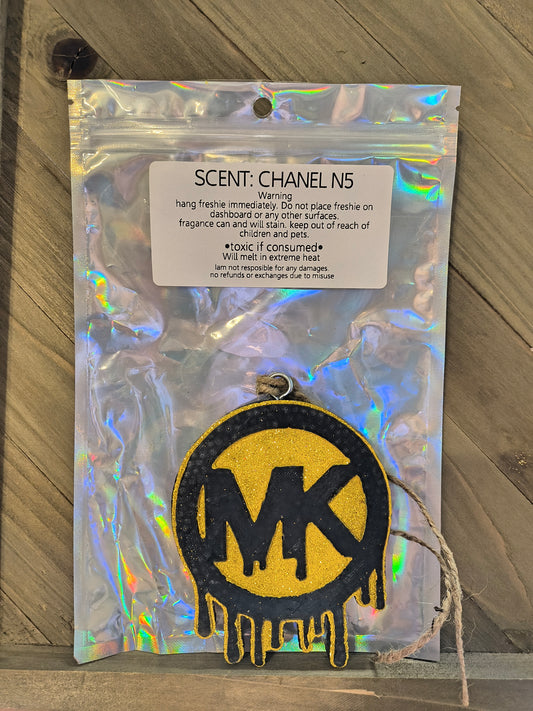 SCENT: CHANEL N5
Warning
hang freshie immediately. Do not place freshie on
dashboard or any other surfaces.
fragance can and will stain. keep out of reach of
children and pets.
•toxic if consumed•
Will melt in extreme heat
Iam not resposible for any damages.
no refunds or exchanges due to misuse
MK